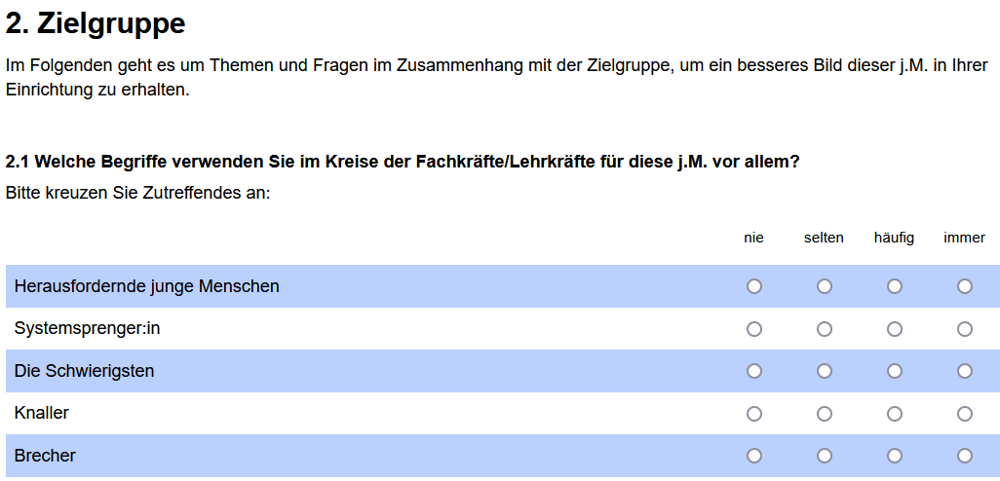 2. Zielgruppe
Im Folgenden geht es um Themen und Fragen im Zusammenhang mit der Zielgruppe, um ein besseres Bild dieser j.M. in Ihrer
Einrichtung zu erhalten.
2.1 Welche Begriffe verwenden Sie im Kreise der Fachkräfte/Lehrkräfte für diese j.M. vor allem?
Bitte kreuzen Sie Zutreffendes an:
nie selten häufig immer
Herausfordernde junge Menschen
Systemsprenger:in
Die Schwierigsten
Knaller
Brecher